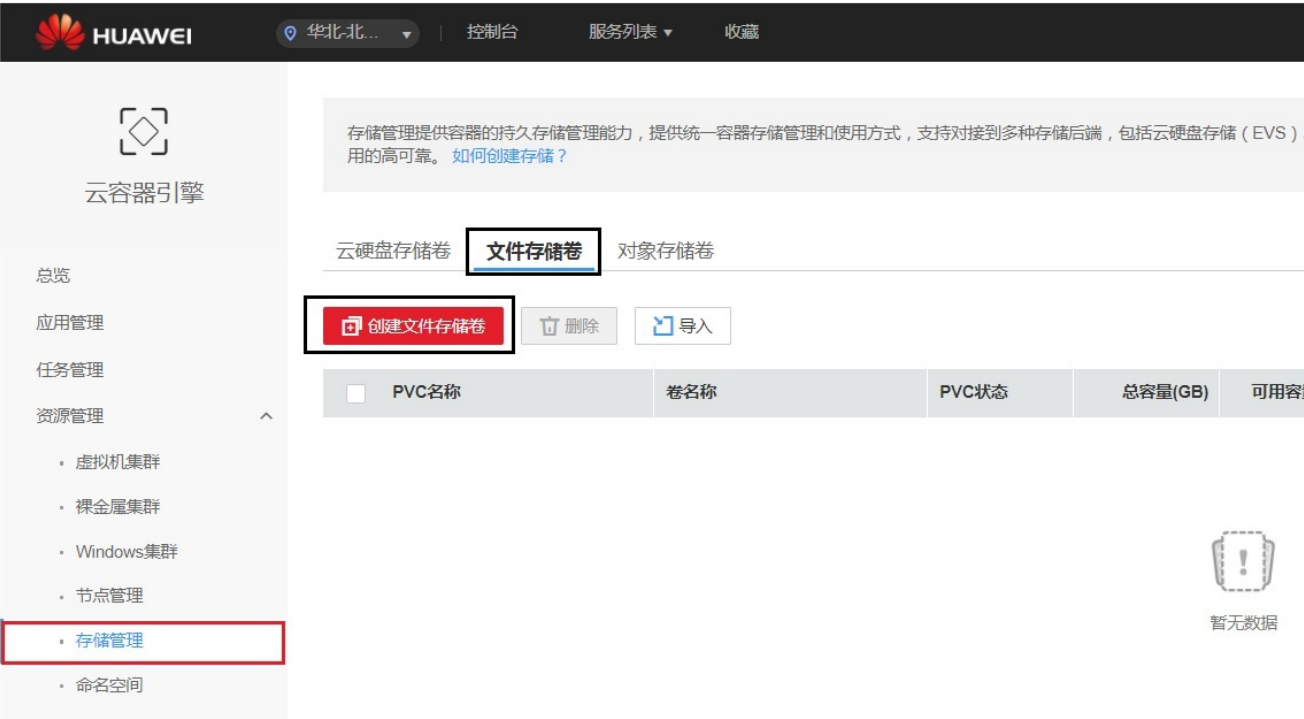 HUAWEI 华北-北... 控制台 服务列表 收藏
云容器引擎
总览
应用管理
任务管理
资源管理
虚拟机集群
裸金属集群
Windows集群
节点管理
存储管理
命名空间
存储管理提供容器的持久存储管理能力，提供统一容器存储管理和使用方式，支持对接到多种存储后端，包括云硬盘存储（EVS）
用的高可靠。 如何创建存储？
云硬盘存储卷 文件存储卷 对象存储卷
创建文件存储卷 删除 导入
PVC名称 卷名称 PVC状态 总容量(GB) 可用容
暂无数据